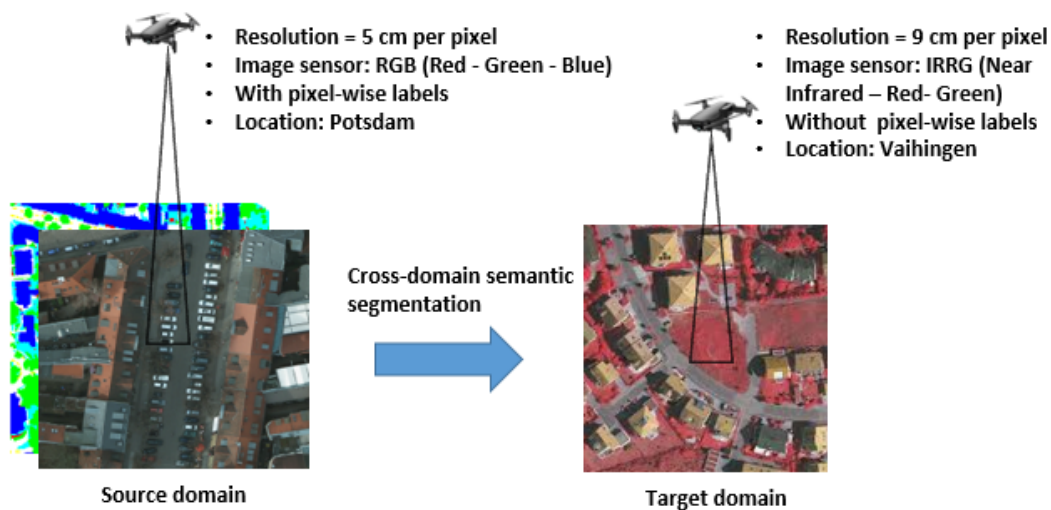 • Resolution = 5 cm per pixel
• Image sensor: RGB (Red - Green - Blue)
• With pixel-wise labels
• Location: Potsdam
• Resolution = 9 cm per pixel
• Image sensor: IRRG (Near
Infrared – Red- Green)
• Without pixel-wise labels
• Location: Vaihingen
Cross-domain semantic
segmentation
Source domain
Target domain